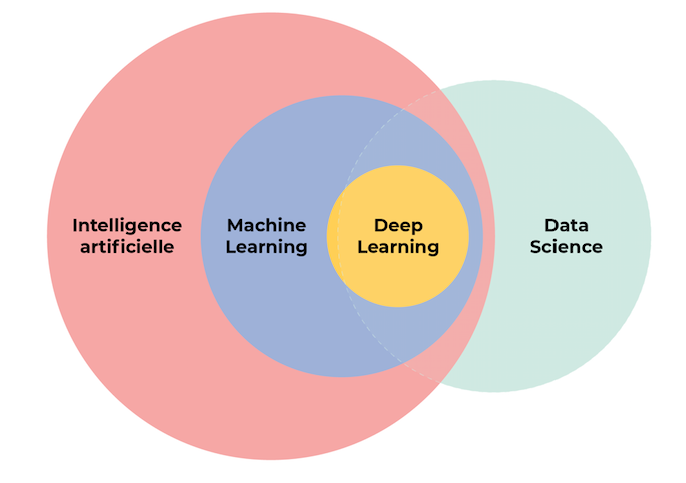 Intelligence
artificielle
Machine
Learning
Deep
Learning
Data
Science